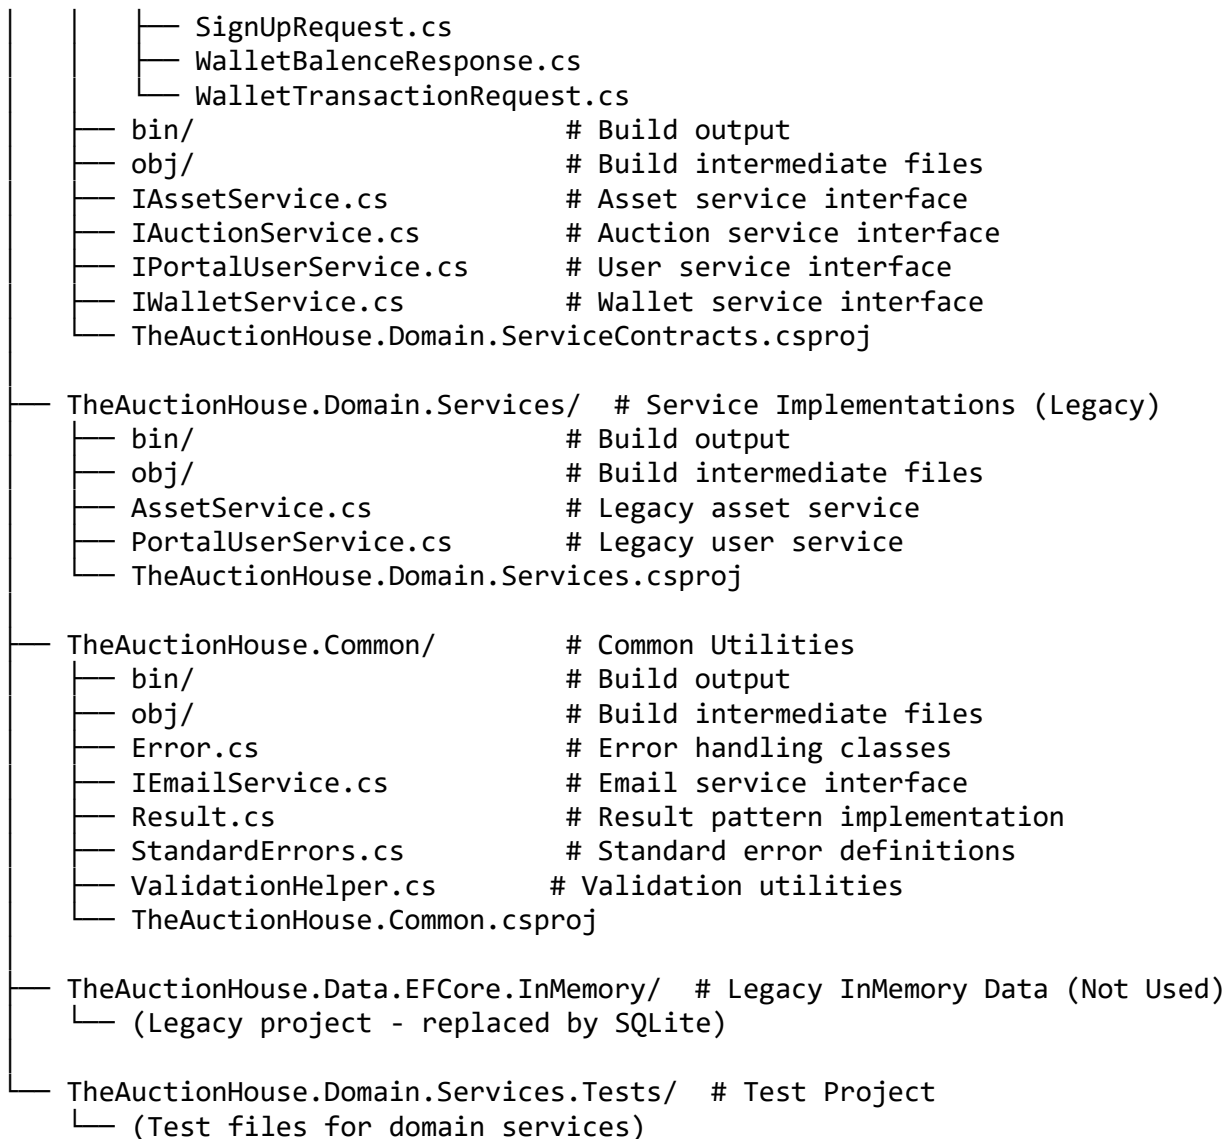 │   │   ├── SignUpRequest.cs
│   │   ├── WalletBalenceResponse.cs
│   │   └── WalletTransactionRequest.cs
│   ├── bin/                       # Build output
│   ├── obj/                       # Build intermediate files
│   ├── IAssetService.cs           # Asset service interface
│   ├── IAuctionService.cs         # Auction service interface
│   ├── IPortalUserService.cs      # User service interface
│   ├── IWalletService.cs          # Wallet service interface
│   └── TheAuctionHouse.Domain.ServiceContracts.csproj
│
├── TheAuctionHouse.Domain.Services/  # Service Implementations (Legacy)
│   ├── bin/                       # Build output
│   ├── obj/                       # Build intermediate files
│   ├── AssetService.cs            # Legacy asset service
│   ├── PortalUserService.cs       # Legacy user service
│   └── TheAuctionHouse.Domain.Services.csproj
│
├── TheAuctionHouse.Common/        # Common Utilities
│   ├── bin/                       # Build output
│   ├── obj/                       # Build intermediate files
│   ├── Error.cs                   # Error handling classes
│   ├── IEmailService.cs           # Email service interface
│   ├── Result.cs                  # Result pattern implementation
│   ├── StandardErrors.cs          # Standard error definitions
│   ├── ValidationHelper.cs       # Validation utilities
│   └── TheAuctionHouse.Common.csproj
│
├── TheAuctionHouse.Data.EFCore.InMemory/  # Legacy InMemory Data (Not Used)
│   └── (Legacy project - replaced by SQLite)
│
└── TheAuctionHouse.Domain.Services.Tests/  # Test Project
    └── (Test files for domain services)